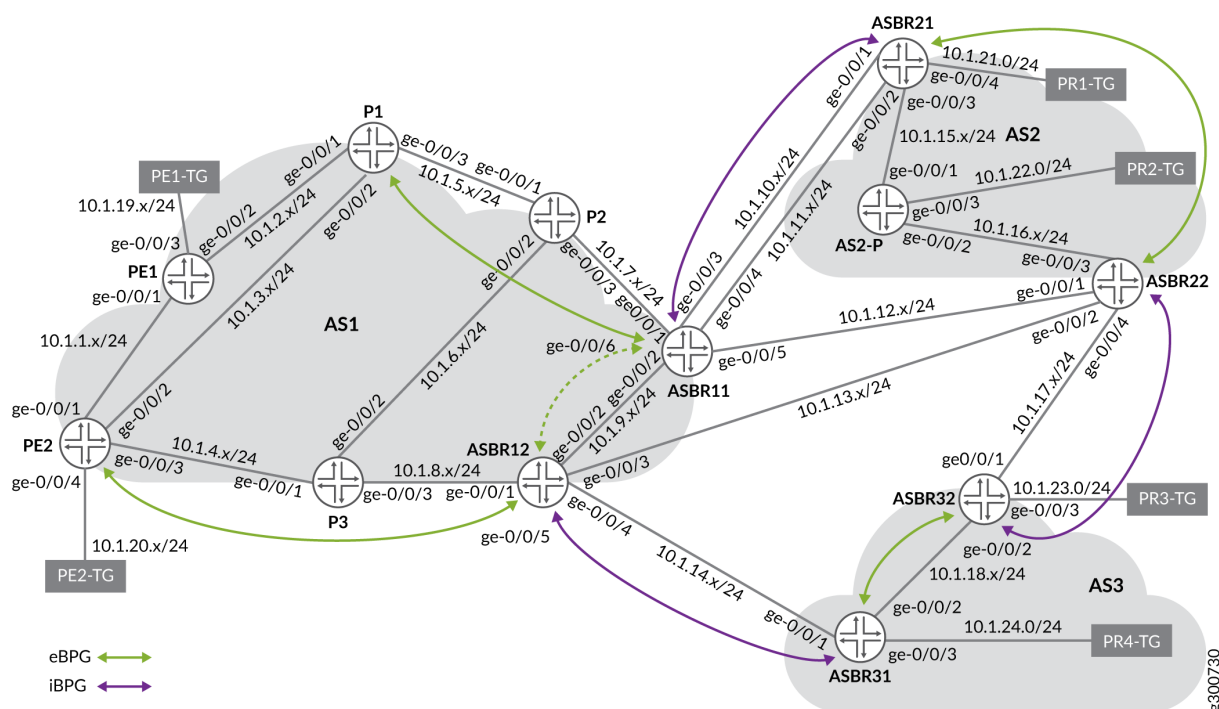 ASBR21
10.1.21.0/24
ge-0/0/1
ge-0/0/4
PR1-TG
ge-0/0/2
ge-0/0/3
P1
AS2
10.1.15.x/24
ge-0/0/1
ge-0/0/3
ge-0/0/1
PE1-TG
10.1.5.x/24
ge-0/0/1
10.1.22.0/24
PR2-TG
10.1.19.x/24
ge-0/0/2
10.1.2.x/24
ge-0/0/2
P2
10.1.10.x/24
10.1.11.x/24
ge-0/0/3
AS2-P
ge-0/0/2
10.1.16.x/24
ge-0/0/3
ge-0/0/3
PE1
ge-0/0/1
ge-0/0/2
ge-0/0/3
10.1.7.x/24
ge-0/0/3
ge-0/0/4
ASBR22
ge-0/0/1
10.1.3.x/24
AS1
ge0/0/1
10.1.12.x/24
ge-0/0/2
ge-0/0/4
10.1.1.x/24
10.1.6.x/24
ge-0/0/6
ge-0/0/2
ge-0/0/5
ASBR11
10.1.13.x/24
10.1.17.x/24
ge-0/0/1
ge-0/0/2
ge-0/0/2
ge-0/0/2
10.1.9.x/24
PE2
10.1.4.x/24
ASBR12
ge-0/0/3
ge0/0/1
ge-0/0/3
ge-0/0/1
10.1.8.x/24
ge-0/0/3
ge-0/0/1
ge-0/0/4
ge-0/0/4
ASBR32
10.1.23.0/24
ge-0/0/3
PR3-TG
P3
ge-0/0/5
10.1.20.x/24
PE2-TG
10.1.14.x/24
ge-0/0/2
10.1.18.x/24
AS3
ge-0/0/2
ge-0/0/1
10.1.24.0/24
PR4-TG
ge-0/0/3
ASBR31
eBPG
iBPG
g300730